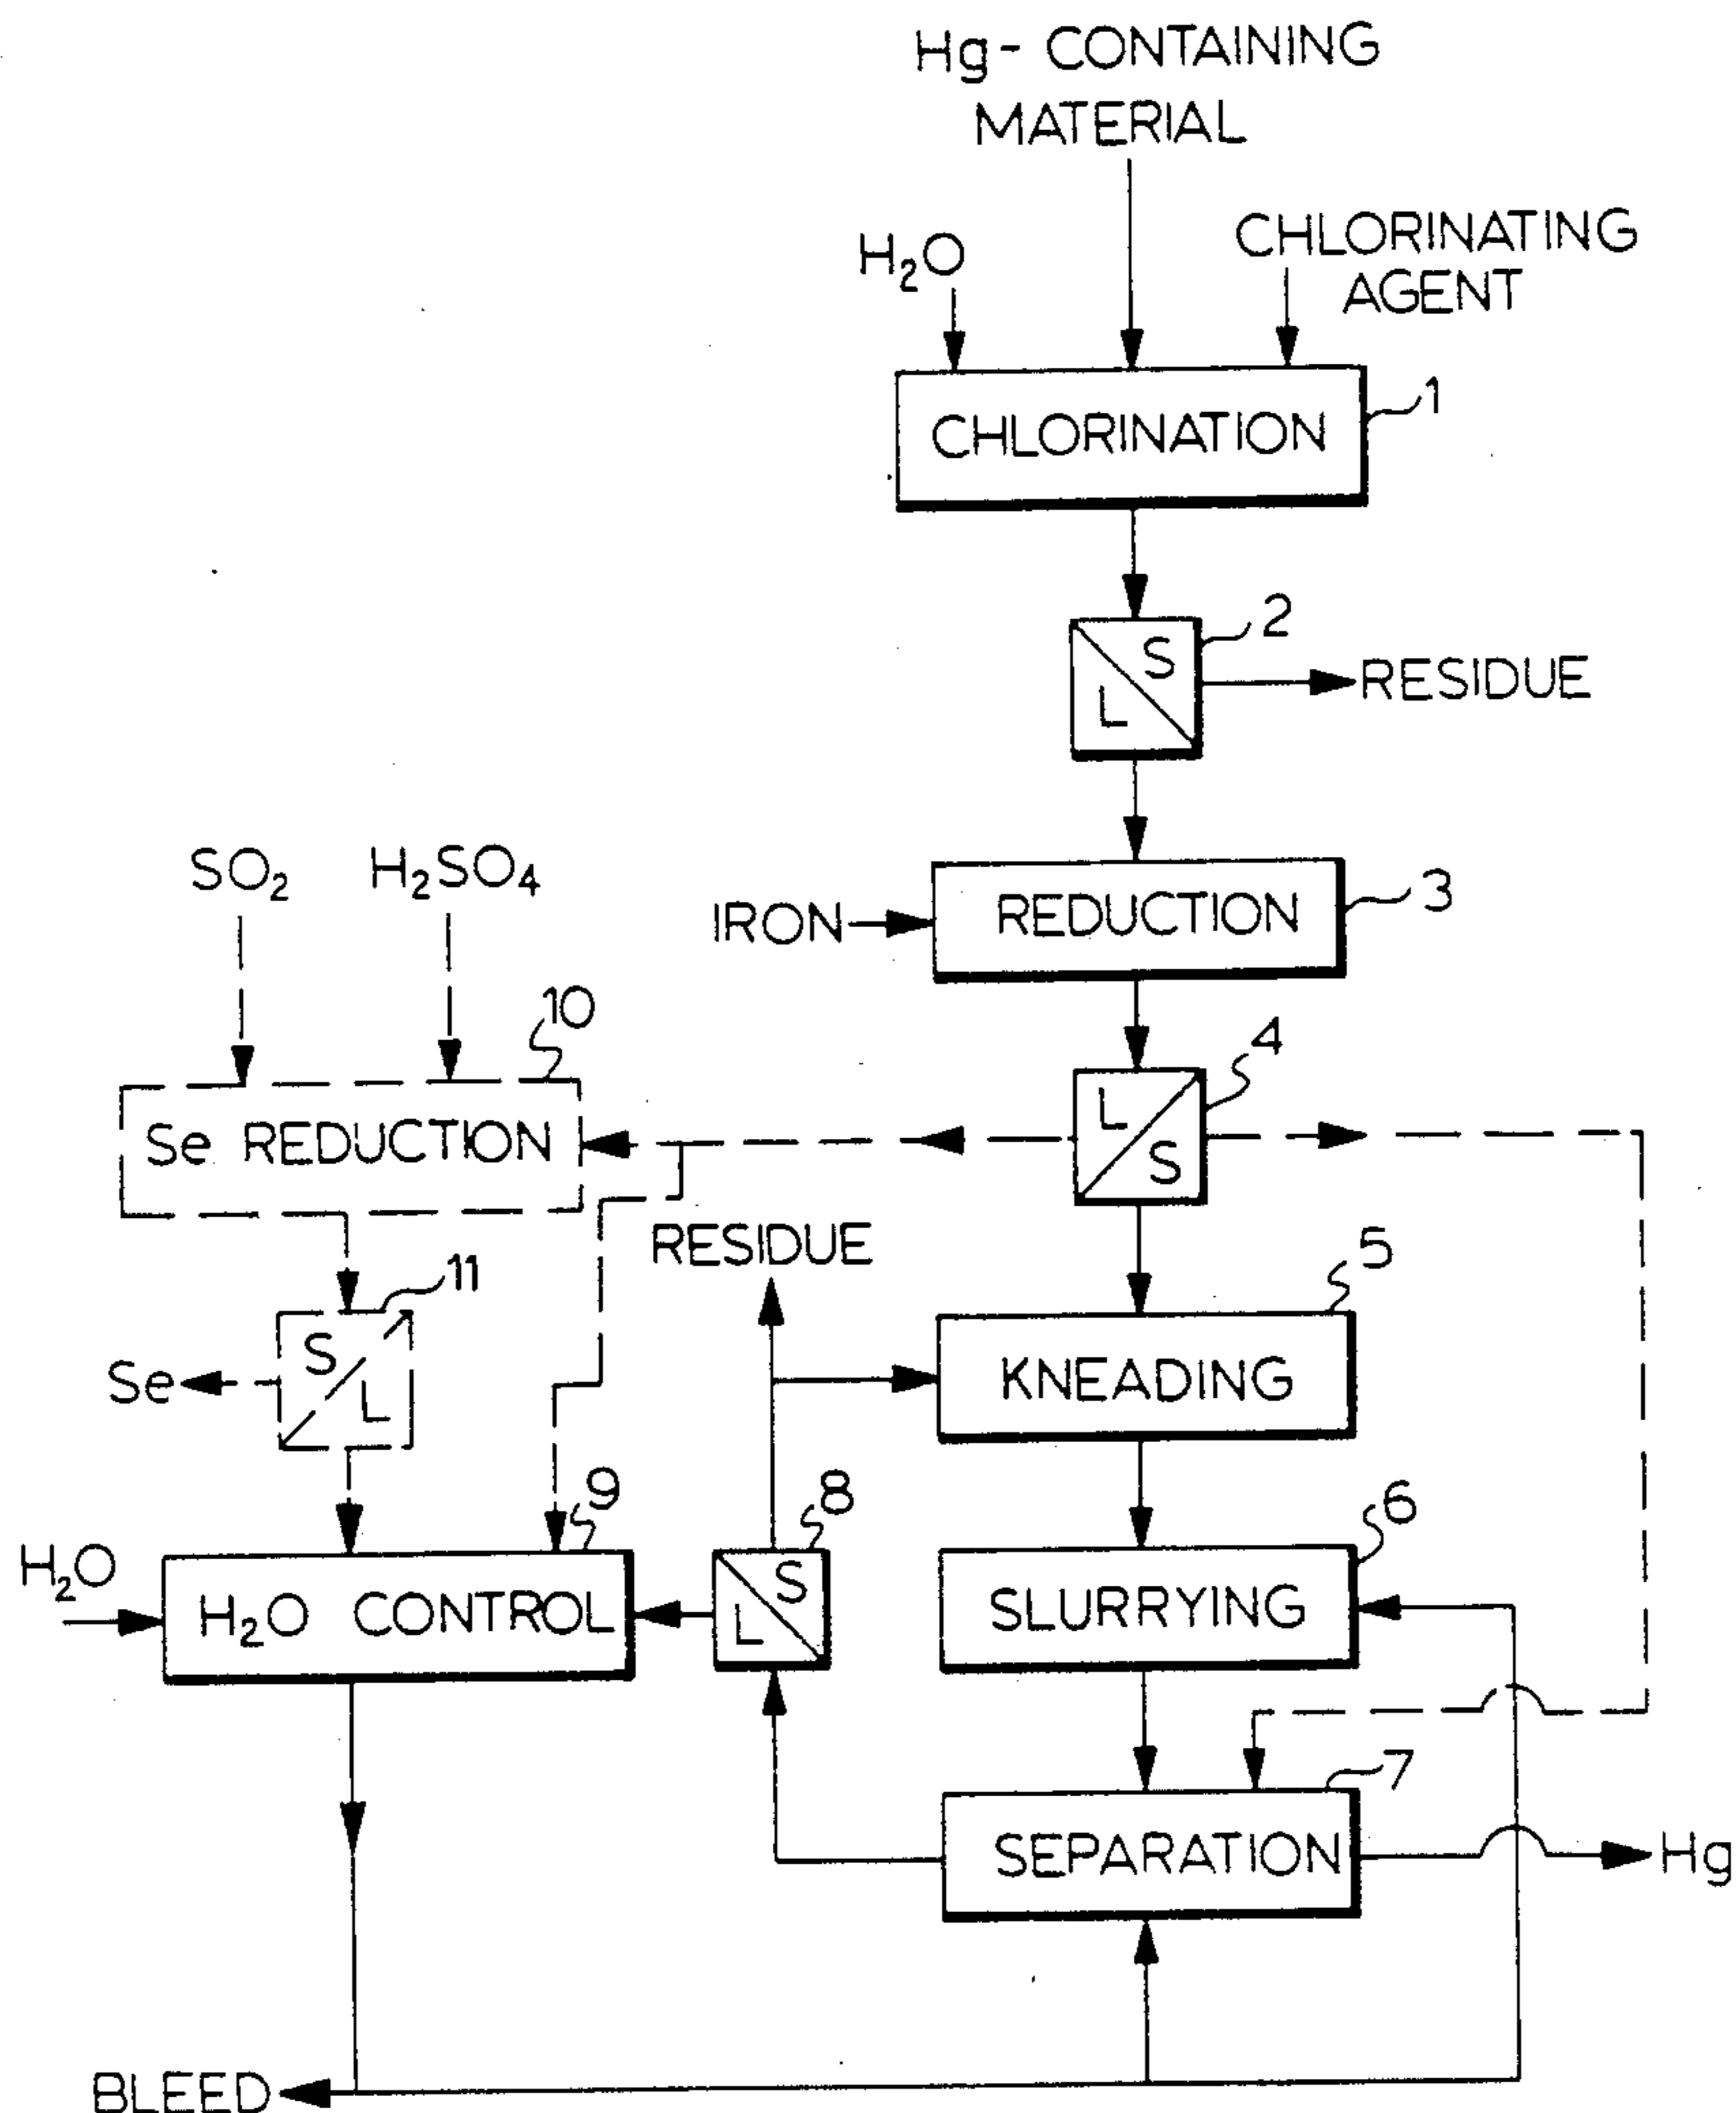 Hg- CONTAINING
MATERIAL
H₂O
CHLORINATING
AGENT
CHLORINATION
1
S
L
2
RESIDUE
SO₂
H₂SO₄
IRON
REDUCTION
3
10
L
S
4
Se REDUCTION
RESIDUE
11
5
S
L
Se
KNEADING
9
8
6
H₂O
H₂O CONTROL
S
L
SLURRYING
7
SEPARATION
Hg
BLEED